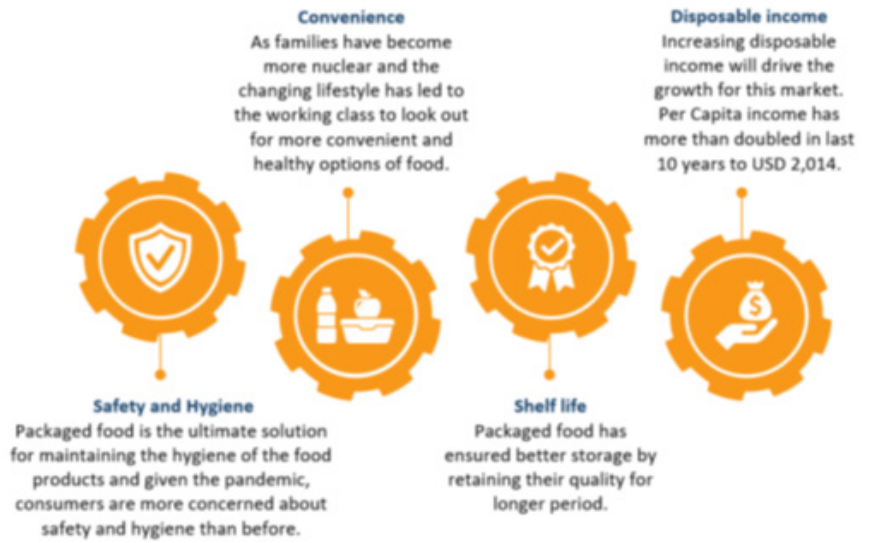 Convenience
As families have become
more nuclear and the
changing lifestyle has led to
the working class to look out
for more convenient and
healthy options of food.
Disposable income
Increasing disposable
income will drive the
growth for this market.
Per Capita income has
more than doubled in last
10 years to USD 2,014.
$
Safety and Hygiene
Packaged food is the ultimate solution
for maintaining the hygiene of the food
products and given the pandemic,
consumers are more concerned about
safety and hygiene than before.
Shelf life
Packaged food has
ensured better storage by
retaining their quality for
longer period.